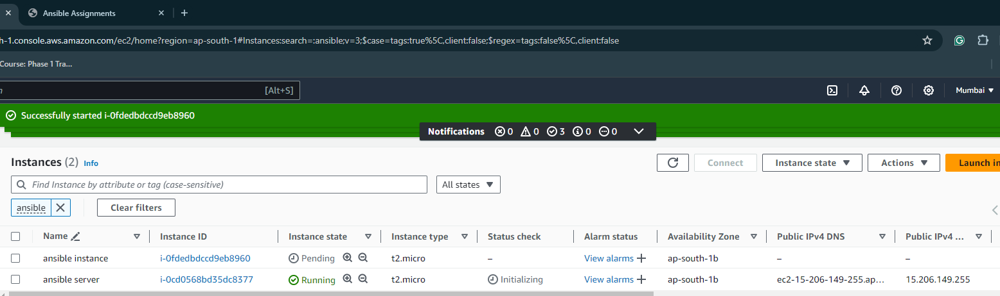 Ansible Assignments
h-1.console.aws.amazon.com/ec2/home?region=ap-south-1#Instances:search=:ansible;v=3;$case=tags:true%5C,client:false;$regex=tags:false%5C,client:false
Course: Phase 1 Tra...
[Alt+S] Mumbai
Successfully started i-0fdedbdccd9eb8960
Notifications 0 0 3 0 0
Instances (2) Info Connect Instance state Actions Launch in
Find Instance by attribute or tag (case-sensitive) All states
ansible Clear filters
Name Instance ID Instance state Instance type Status check Alarm status Availability Zone Public IPv4 DNS Public IPv4 ...
ansible instance i-0fdedbdccd9eb8960 Pending t2.micro – View alarms + ap-south-1b – –
ansible server i-0cd0568bd35dc8377 Running t2.micro Initializing View alarms + ap-south-1b ec2-15-206-149-255.ap... 15.206.149.255